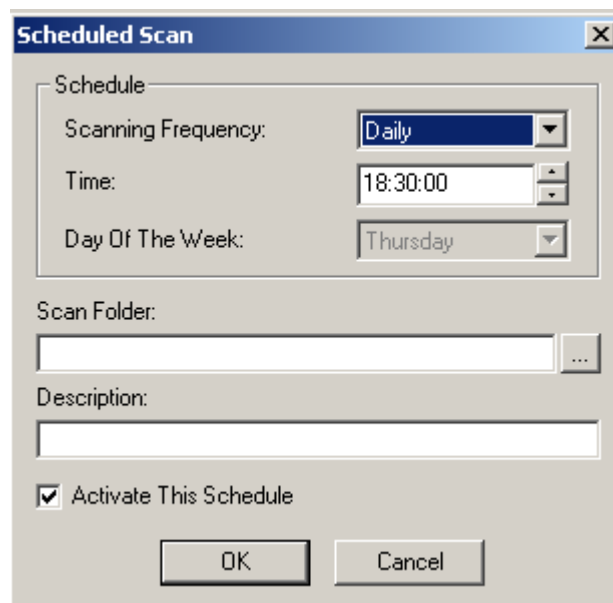 Scheduled Scan
Schedule
Scanning Frequency: Daily
Time: 18:30:00
Day Of The Week: Thursday
Scan Folder:
...
Description:
Activate This Schedule
OK Cancel